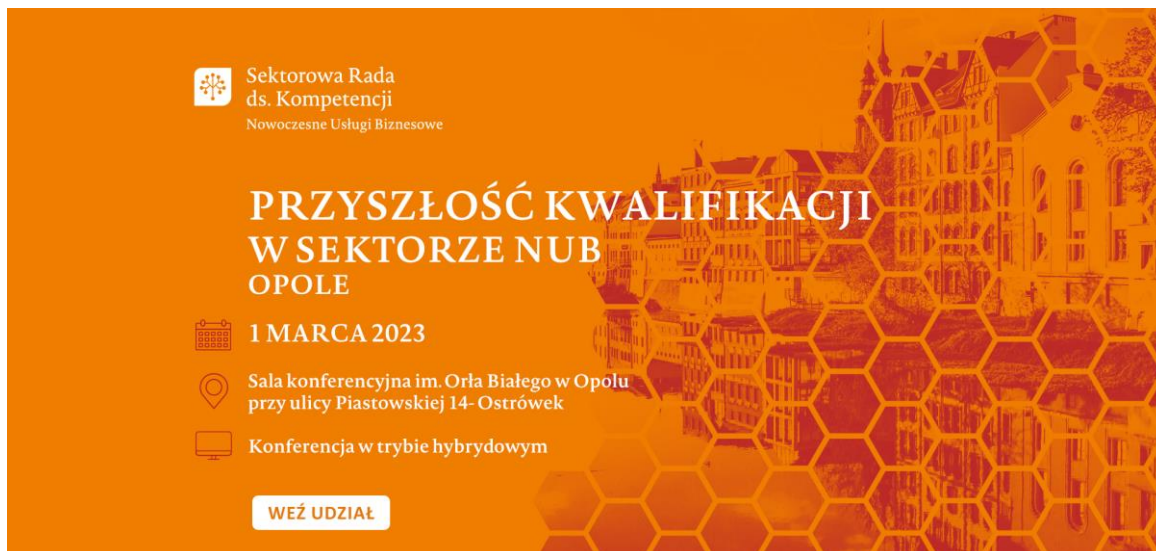 Sektorowa Rada
ds. Kompetencji
Nowoczesne Usługi Biznesowe
PRZYSZŁOŚĆ KWALIFIKACJI
W SEKTORZE NUB
OPOLE
1 MARCA 2023
Sala konferencyjna im. Orła Białego w Opolu
przy ulicy Piastowskiej 14- Ostrówek
Konferencja w trybie hybrydowym
WEŹ UDZIAŁ